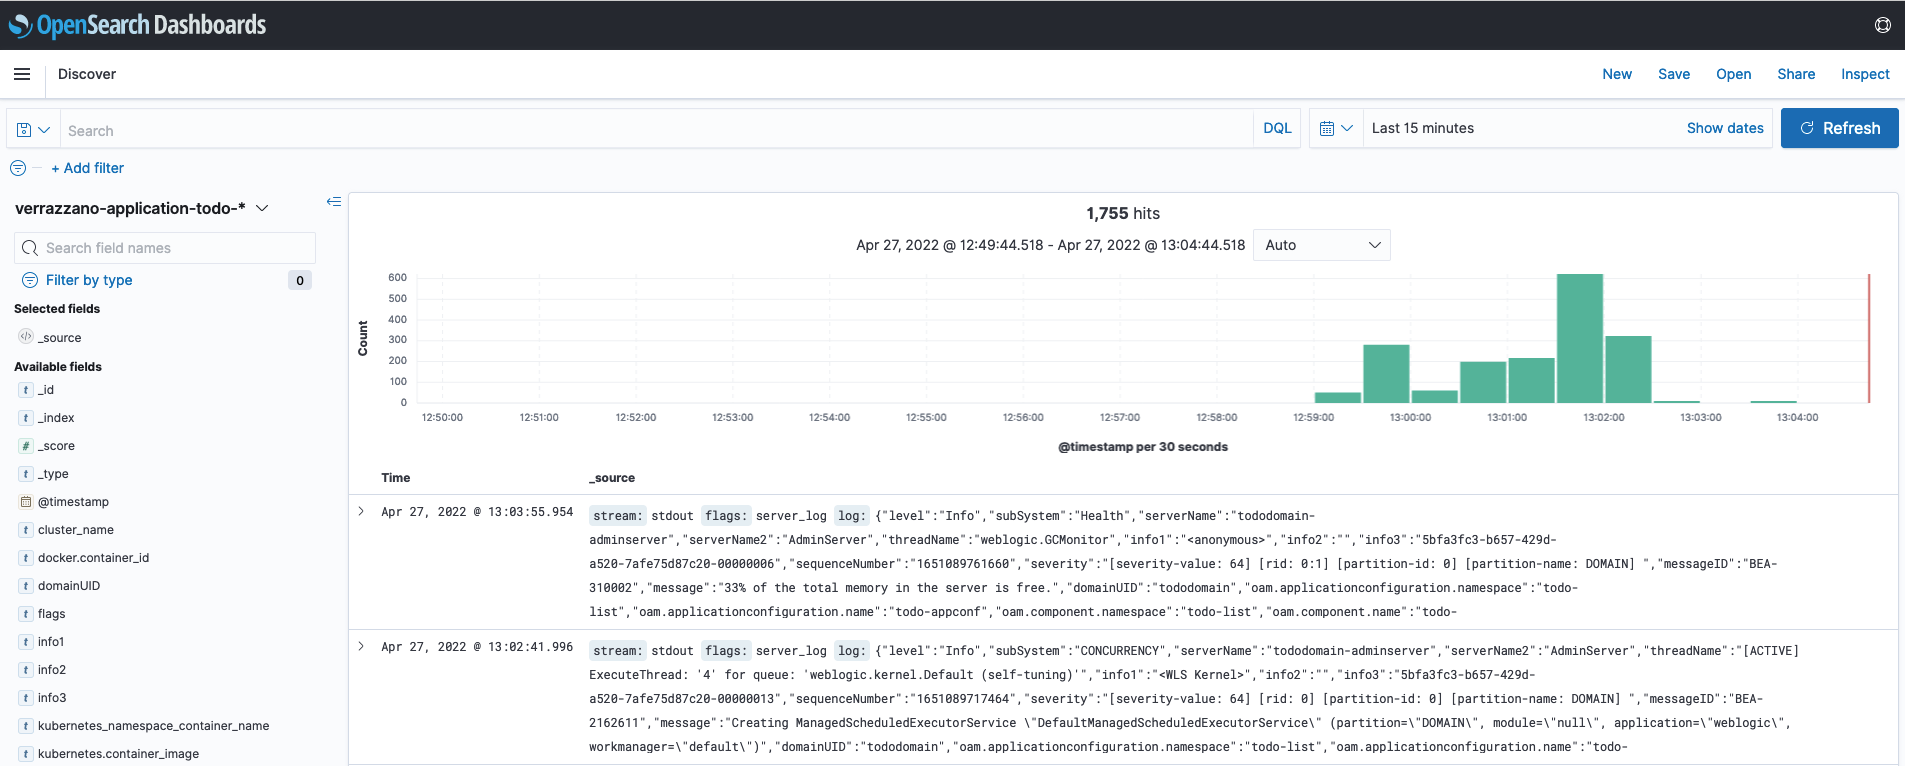 OpenSearch Dashboards
Discover
New Save Open Share Inspect
Search
DQL
Last 15 minutes
Show dates
Refresh
+ Add filter
verrazzano-application-todo-*
Search field names
Filter by type 0
Selected fields
_source
Available fields
t _id
t _index
# _score
t _type
@timestamp
t cluster_name
t docker.container_id
t domainUID
t flags
t info1
t info2
t info3
t kubernetes_namespace_container_name
t kubernetes.container_image
1,755 hits
Apr 27, 2022 @ 12:49:44.518 - Apr 27, 2022 @ 13:04:44.518 Auto
Count
600
500
400
300
200
100
0
12:50:00 12:51:00 12:52:00 12:53:00 12:54:00 12:55:00 12:56:00 12:57:00 12:58:00 12:59:00 13:00:00 13:01:00 13:02:00 13:03:00 13:04:00
@timestamp per 30 seconds
Time _source
Apr 27, 2022 @ 13:03:55.954 stream: stdout flags: server_log log: {"level":"Info","subSystem":"Health","serverName":"tododomain-
adminserver","serverName2":"AdminServer","threadName":"weblogic.GCMonitor","info1":"<anonymous>","info2":"","info3":"5bfa3fc3-b657-429d-
a520-7afe75d87c20-00000006","sequenceNumber":"1651089761660","severity":"[severity-value: 64] [rid: 0:1] [partition-id: 0] [partition-name: DOMAIN] ","messageID":"BEA-
310002","message":"33% of the total memory in the server is free.","domainUID":"tododomain","oam.applicationconfiguration.namespace":"todo-
list","oam.applicationconfiguration.name":"todo-appconf","oam.component.namespace":"todo-list","oam.component.name":"todo-
Apr 27, 2022 @ 13:02:41.996 stream: stdout flags: server_log log: {"level":"Info","subSystem":"CONCURRENCY","serverName":"tododomain-adminserver","serverName2":"AdminServer","threadName":"[ACTIVE]
ExecuteThread: '4' for queue: 'weblogic.kernel.Default (self-tuning)'","info1":"<WLS Kernel>","info2":"","info3":"5bfa3fc3-b657-429d-
a520-7afe75d87c20-00000013","sequenceNumber":"1651089717464","severity":"[severity-value: 64] [rid: 0] [partition-id: 0] [partition-name: DOMAIN] ","messageID":"BEA-
2162611","message":"Creating ManagedScheduledExecutorService \"DefaultManagedScheduledExecutorService\" (partition=\"DOMAIN\", module=\"null\", application=\"weblogic\",
workmanager=\"default\")","domainUID":"tododomain","oam.applicationconfiguration.namespace":"todo-list","oam.applicationconfiguration.name":"todo-